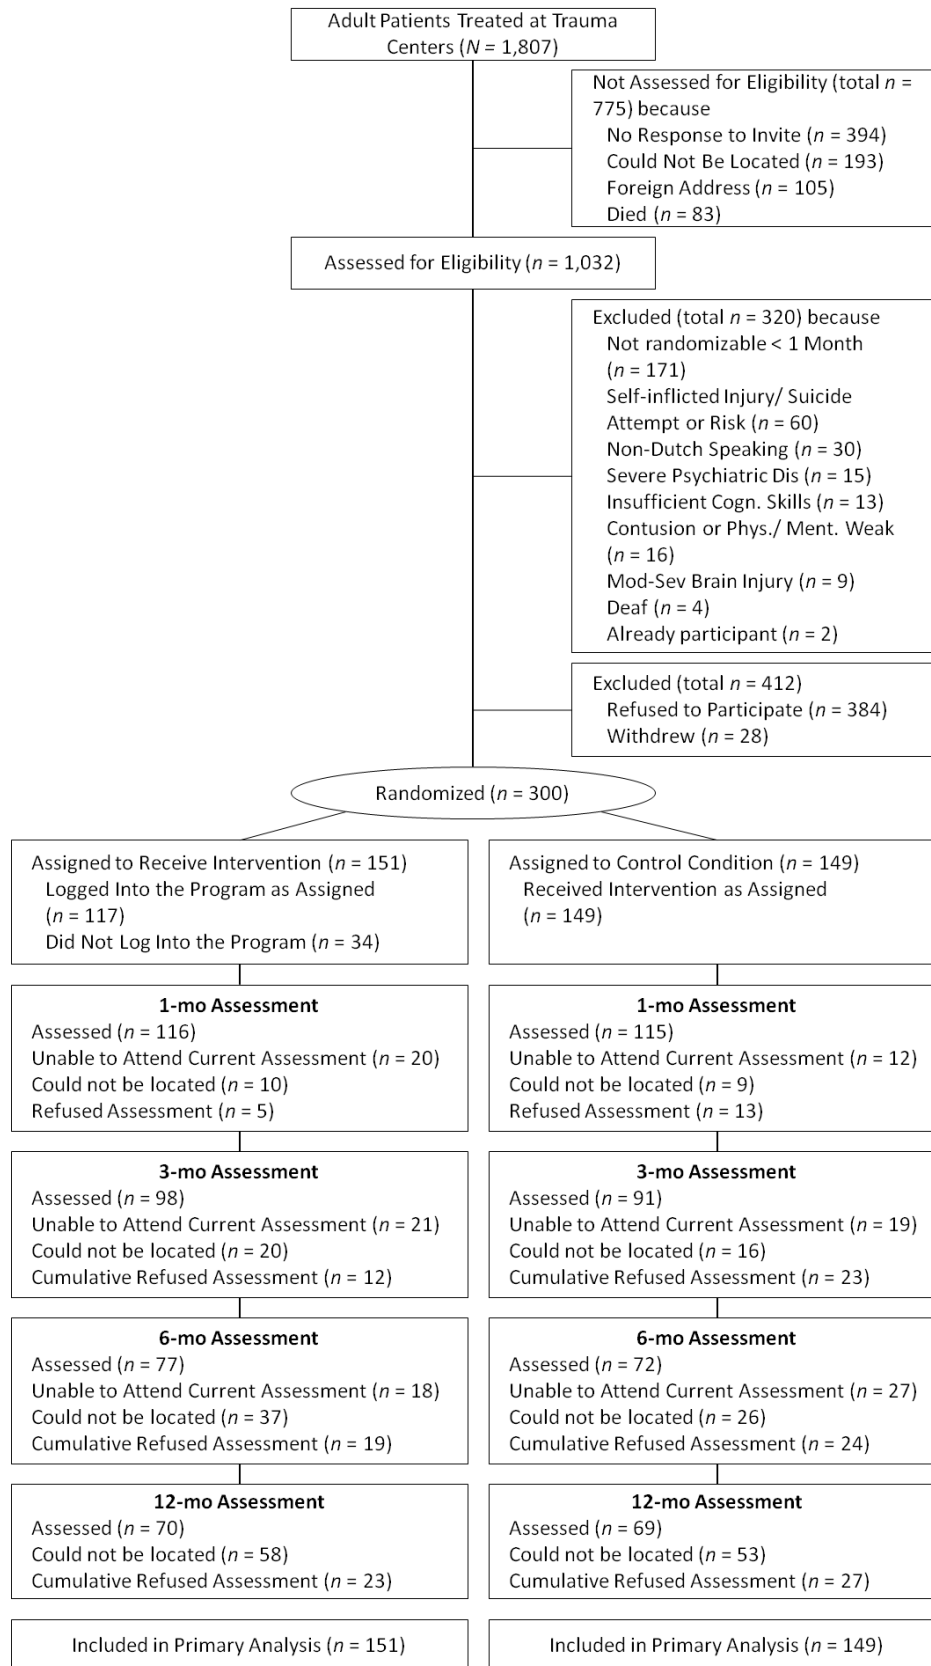 Adult Patients Treated at Trauma
Centers (N = 1,807)
Not Assessed for Eligibility (total n =
775) because
No Response to Invite (n = 394)
Could Not Be Located (n = 193)
Foreign Address (n = 105)
Died (n = 83)
Assessed for Eligibility (n = 1,032)
Excluded (total n = 320) because
Not randomizable < 1 Month
(n = 171)
Self-inflicted Injury/ Suicide
Attempt or Risk (n = 60)
Non-Dutch Speaking (n = 30)
Severe Psychiatric Dis (n = 15)
Insufficient Cogn. Skills (n = 13)
Contusion or Phys./ Ment. Weak
(n = 16)
Mod-Sev Brain Injury (n = 9)
Deaf (n = 4)
Already participant (n = 2)
Excluded (total n = 412)
Refused to Participate (n = 384)
Withdrew (n = 28)
Randomized (n = 300)
Assigned to Receive Intervention (n = 151)
Logged Into the Program as Assigned
(n = 117)
Did Not Log Into the Program (n = 34)
Assigned to Control Condition (n = 149)
Received Intervention as Assigned
(n = 149)
1-mo Assessment
Assessed (n = 116)
Unable to Attend Current Assessment (n = 20)
Could not be located (n = 10)
Refused Assessment (n = 5)
1-mo Assessment
Assessed (n = 115)
Unable to Attend Current Assessment (n = 12)
Could not be located (n = 9)
Refused Assessment (n = 13)
3-mo Assessment
Assessed (n = 98)
Unable to Attend Current Assessment (n = 21)
Could not be located (n = 20)
Cumulative Refused Assessment (n = 12)
3-mo Assessment
Assessed (n = 91)
Unable to Attend Current Assessment (n = 19)
Could not be located (n = 16)
Cumulative Refused Assessment (n = 23)
6-mo Assessment
Assessed (n = 77)
Unable to Attend Current Assessment (n = 18)
Could not be located (n = 37)
Cumulative Refused Assessment (n = 19)
6-mo Assessment
Assessed (n = 72)
Unable to Attend Current Assessment (n = 27)
Could not be located (n = 26)
Cumulative Refused Assessment (n = 24)
12-mo Assessment
Assessed (n = 70)
Could not be located (n = 58)
Cumulative Refused Assessment (n = 23)
12-mo Assessment
Assessed (n = 69)
Could not be located (n = 53)
Cumulative Refused Assessment (n = 27)
Included in Primary Analysis (n = 151)
Included in Primary Analysis (n = 149)